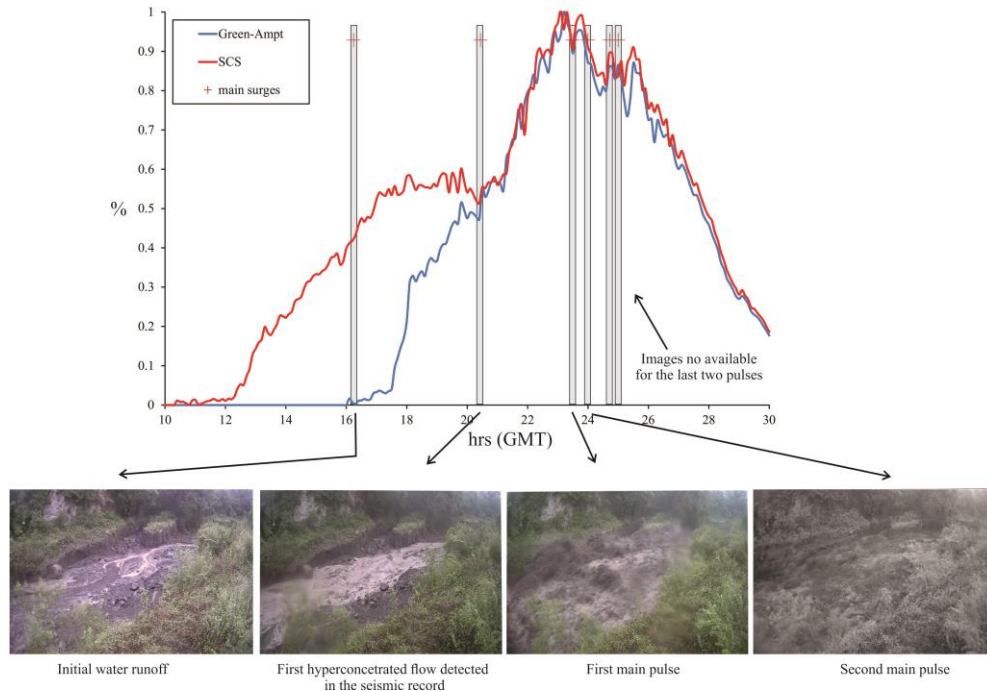 Green-Ampt
SCS
main surges
1
0.9
0.8
0.7
0.6
0.5
0.4
0.3
0.2
0.1
0
%
10 12 14 16 18 20 22 24 26 28 30
hrs (GMT)
Images no available
for the last two pulses
Initial water runoff
First hyperconcetrated flow detected
in the seismic record
First main pulse
Second main pulse